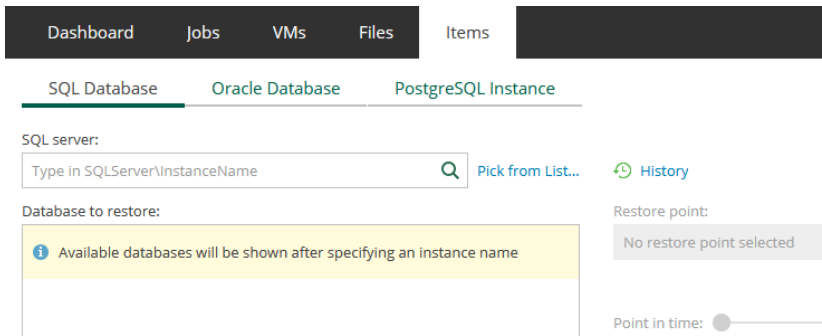 Dashboard Jobs VMs Files Items
SQL Database Oracle Database PostgreSQL Instance
SQL server:
Type in SQLServer\InstanceName Pick from List... History
Database to restore: Restore point:
Available databases will be shown after specifying an instance name No restore point selected
Point in time: